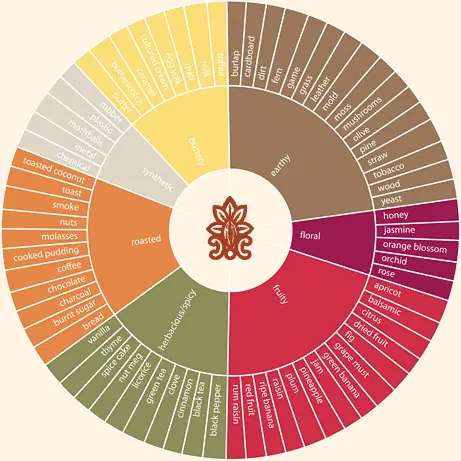 earthy
burlap
cardboard
dirt
fern
game
grass
leather
mold
moss
mushrooms
olive
pine
straw
tobacco
wood
yeast
floral
honey
jasmine
orange blossom
orchid
rose
fruity
apricot
balsamic
citrus
dried fruit
fig
grape must
green banana
jam
pineapple
plum
raisin
ripe banana
red fruit
rum raisin
herbacious/spicy
black pepper
black tea
cinnamon
clove
green tea
licorice
nut meg
spice cake
thyme
vanilla
roasted
bread
burnt sugar
charcoal
chocolate
coffee
cooked pudding
molasses
nuts
smoke
toast
toasted coconut
synthetic
chemical
metal
mothballs
plastic
rubber
buttery
butter
butterscotch
caramel
cultured cream
egg yolk
malt
milk
toffee